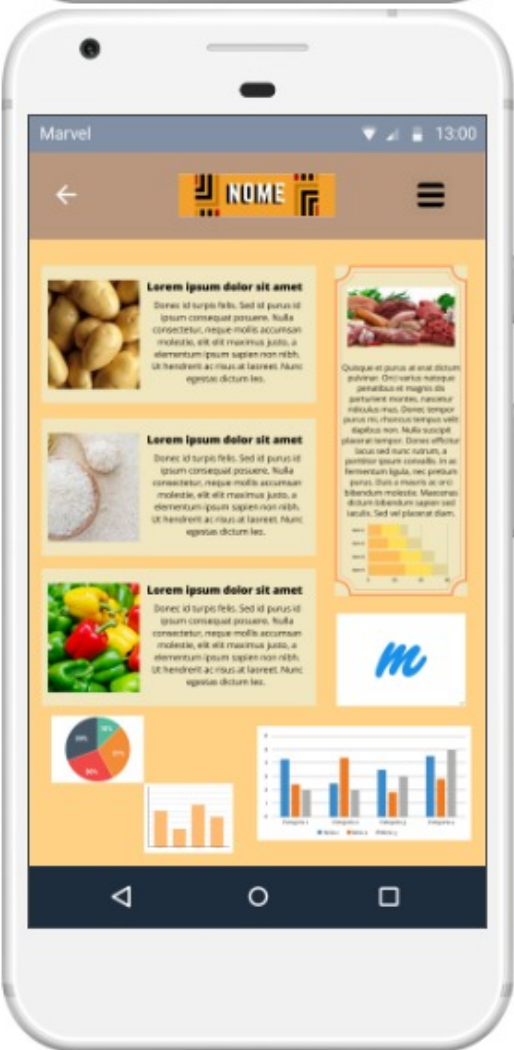 Marvel
13:00
NOME
Lorem ipsum dolor sit amet
Donec id turpis felis. Sed id purus id
ipsum consequat posuere. Nulla
consectetur, neque mollis accumsan
molestie, elit elit maximus justo, a
elementum ipsum sapien non nibh.
Ut hendrerit ac risus at laoreet. Nunc
egestas dictum leo.
Lorem ipsum dolor sit amet
Donec id turpis felis. Sed id purus id
ipsum consequat posuere. Nulla
consectetur, neque mollis accumsan
molestie, elit elit maximus justo, a
elementum ipsum sapien non nibh.
Ut hendrerit ac risus at laoreet. Nunc
egestas dictum leo.
Lorem ipsum dolor sit amet
Donec id turpis felis. Sed id purus id
ipsum consequat posuere. Nulla
consectetur, neque mollis accumsan
molestie, elit elit maximus justo, a
elementum ipsum sapien non nibh.
Ut hendrerit ac risus at laoreet. Nunc
egestas dictum leo.
Quisque et purus at erat dictum
pulvinar. Orci varius natoque
penatibus et magnis dis
parturient montes, nascetur
ridiculus mus. Donec tempor
purus mi, rhoncus tempus velit
dapibus non. Nulla suscipit
placerat tempor. Donec efficitur
lacus sed nunc rutrum, a
porttitor ipsum convallis. In ac
fermentum ligula, nec pretium
purus. Duis a mauris ac orci
bibendum molestie. Maecenas
dictum bibendum sapien sed
iaculis. Sed vel placerat diam.
m